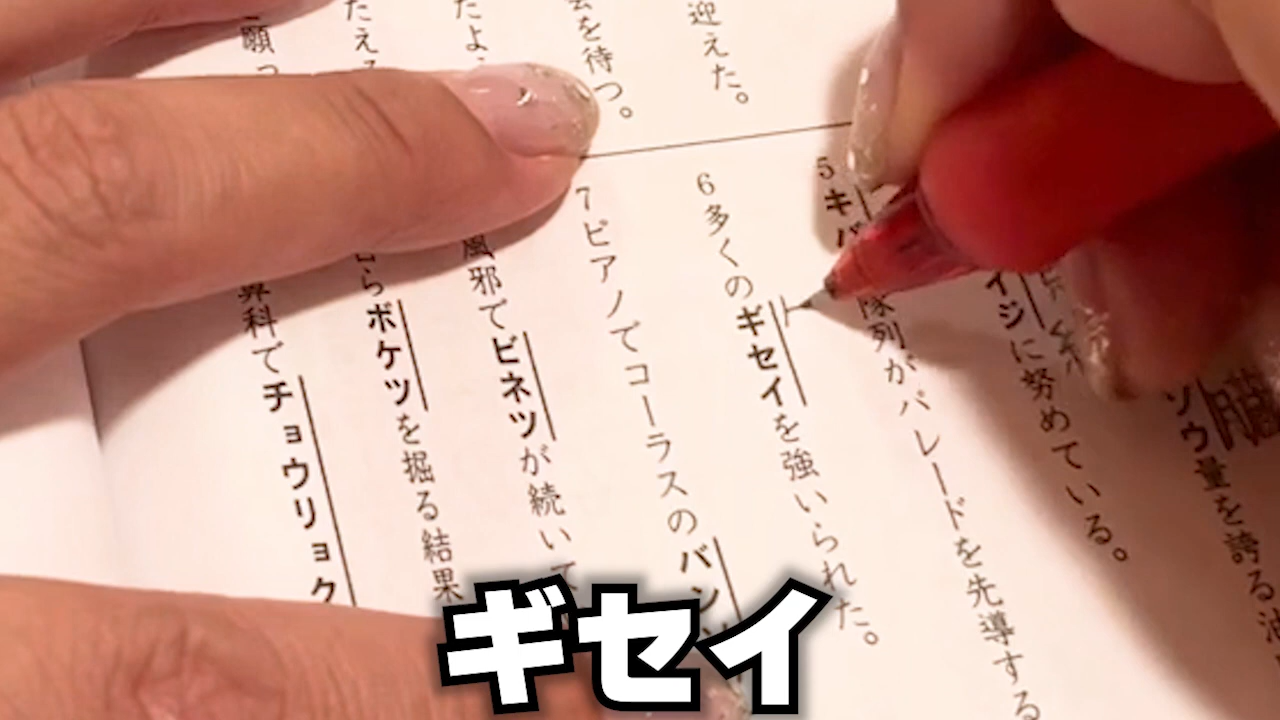 迎えた。
を待つ。
たよ
たえ
願っ
ソウ量を誇る
イジに努めている。
5 キバ隊列がパレードを先導する
6 多くのギセイを強いられた。
7 ピアノでコーラスのバン
風邪でビネツが続いて
らボケツを掘る結果
鼻科でチョウリョク
ギセイ